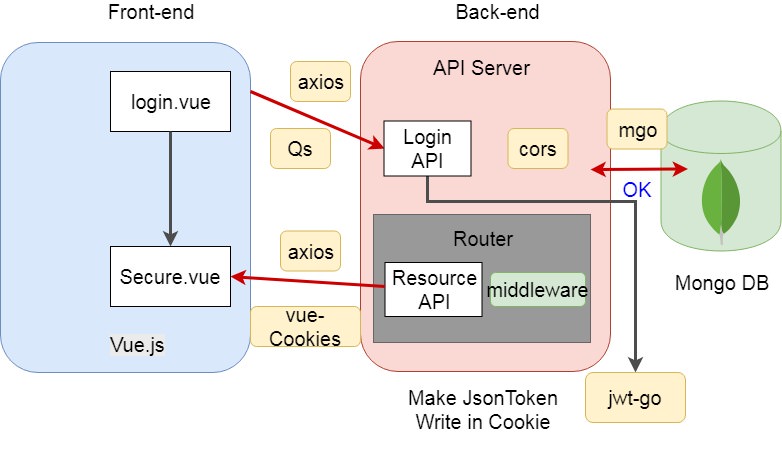 Front-end
Back-end
API Server
axios
login.vue
mgo
Login
API
Qs
cors
OK
Router
axios
Secure.vue
Resource
API
middleware
Mongo DB
vue-
Cookies
Vue.js
Make JsonToken
Write in Cookie
jwt-go